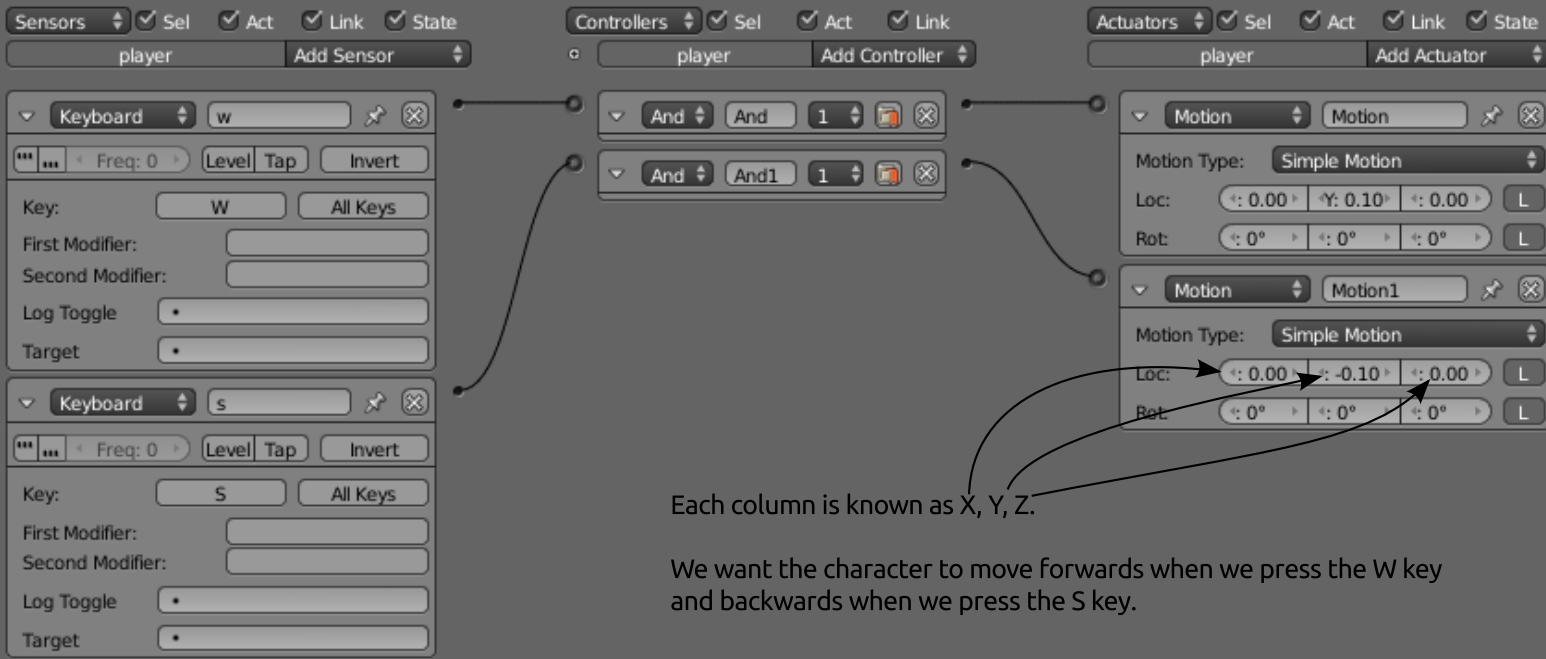 Sensors Sel Act Link State Controllers Sel Act Link Actuators Sel Act Link State
player Add Sensor player Add Controller player Add Actuator
Keyboard w And And 1 Motion Motion
Freq: 0 Level Tap Invert And And1 1 Motion Type: Simple Motion
Key: W All Keys Loc: : 0.00 Y: 0.10 : 0.00 L
First Modifier: Rot: : 0° : 0° : 0° L
Second Modifier:
Log Toggle
Target
Motion Motion1
Motion Type: Simple Motion
Loc: : 0.00 : -0.10 : 0.00 L
Rot: : 0° : 0° : 0° L
Keyboard s
Freq: 0 Level Tap Invert
Key: S All Keys
First Modifier:
Second Modifier:
Log Toggle
Target
Each column is known as X, Y, Z.
We want the character to move forwards when we press the W key
and backwards when we press the S key.